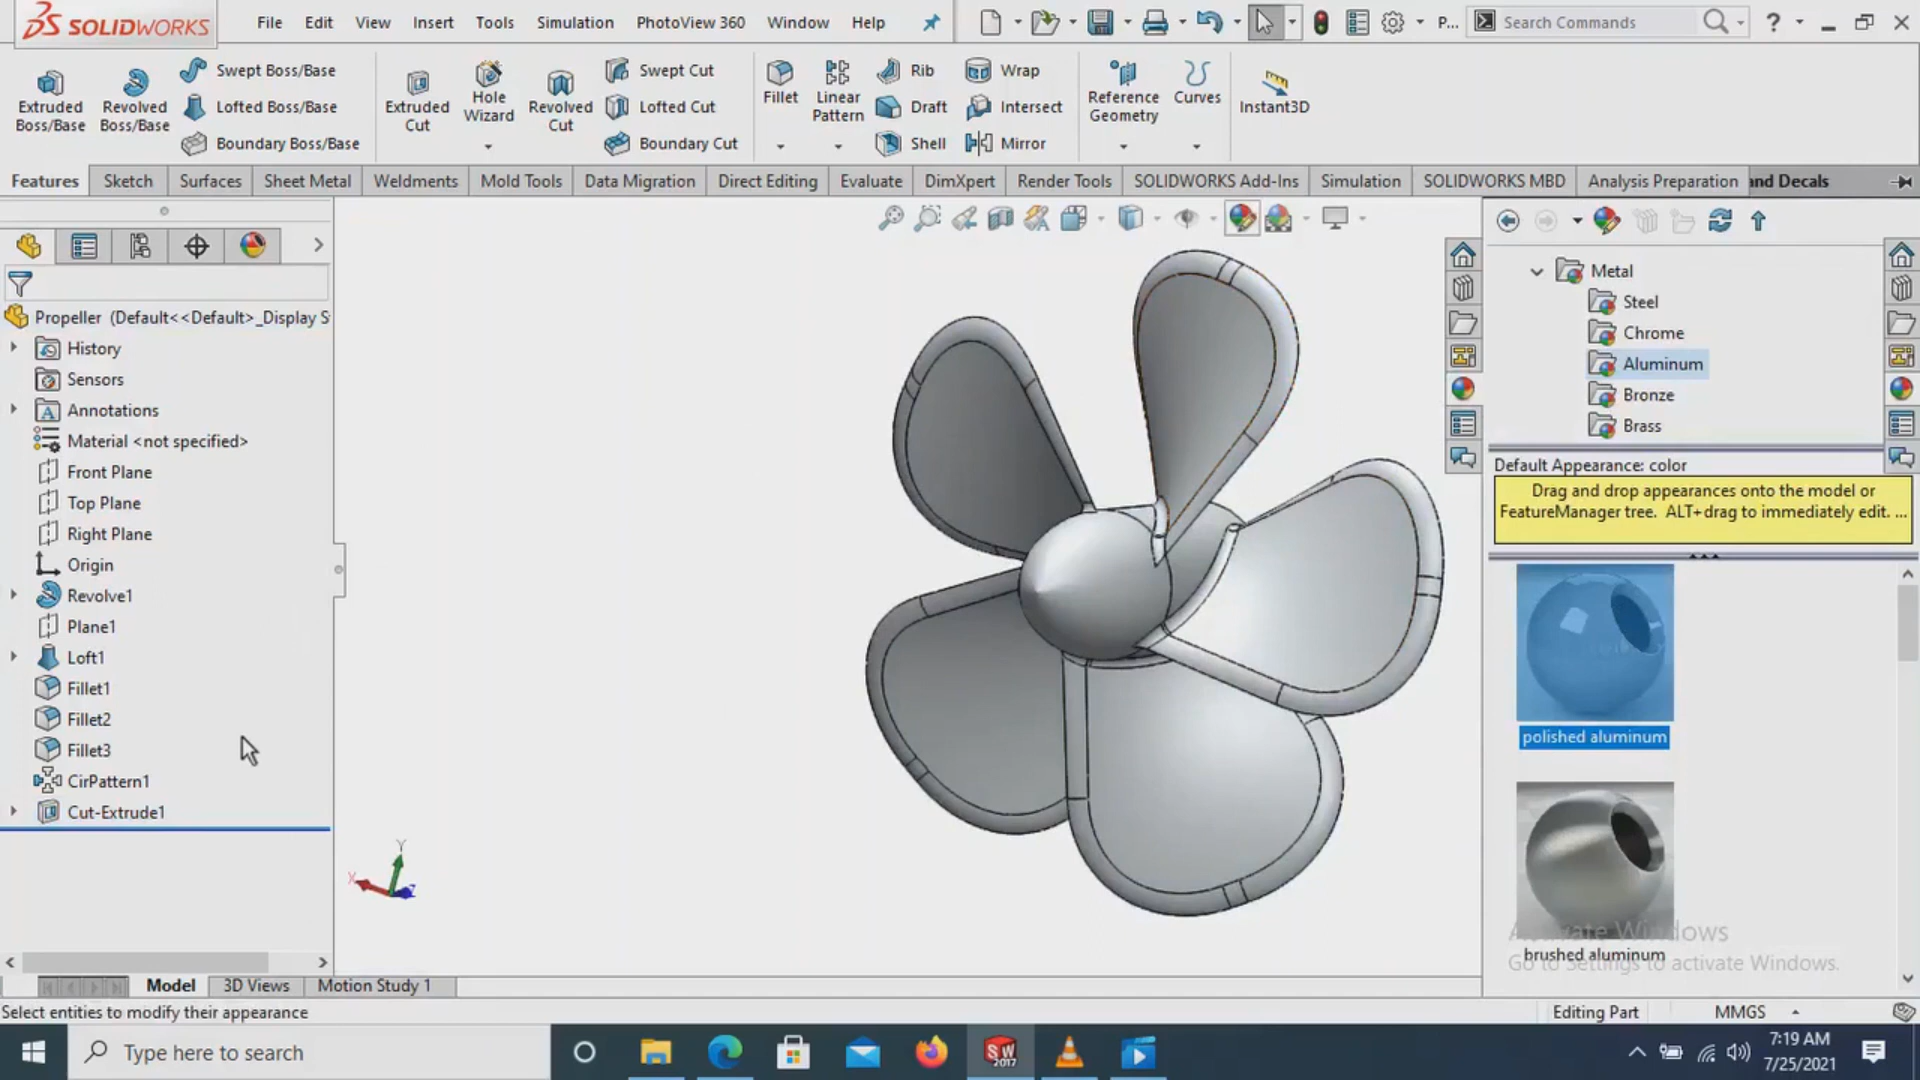 SOLIDWORKS File Edit View Insert Tools Simulation PhotoView 360 Window Help P... Search Commands ?
Extruded Boss/Base
Revolved Boss/Base
Swept Boss/Base
Lofted Boss/Base
Boundary Boss/Base
Extruded Cut
Hole Wizard
Revolved Cut
Swept Cut
Lofted Cut
Boundary Cut
Fillet
Linear Pattern
Rib
Draft
Shell
Wrap
Intersect
Mirror
Reference Geometry
Curves
Instant3D
Features Sketch Surfaces Sheet Metal Weldments Mold Tools Data Migration Direct Editing Evaluate DimXpert Render Tools SOLIDWORKS Add-Ins Simulation SOLIDWORKS MBD Analysis Preparation and Decals
Propeller (Default<<Default>_Display S
History
Sensors
Annotations
Material <not specified>
Front Plane
Top Plane
Right Plane
Origin
Revolve1
Plane1
Loft1
Fillet1
Fillet2
Fillet3
CirPattern1
Cut-Extrude1
Y
X
Z
Metal
Steel
Chrome
Aluminum
Bronze
Brass
Default Appearance: color
Drag and drop appearances onto the model or
FeatureManager tree. ALT+drag to immediately edit. ...
polished aluminum
Activate Windows
brushed aluminum
Go to Settings to activate Windows.
Model 3D Views Motion Study 1
Select entities to modify their appearance Editing Part MMGS
Type here to search
SW
2017
7:19 AM
7/25/2021